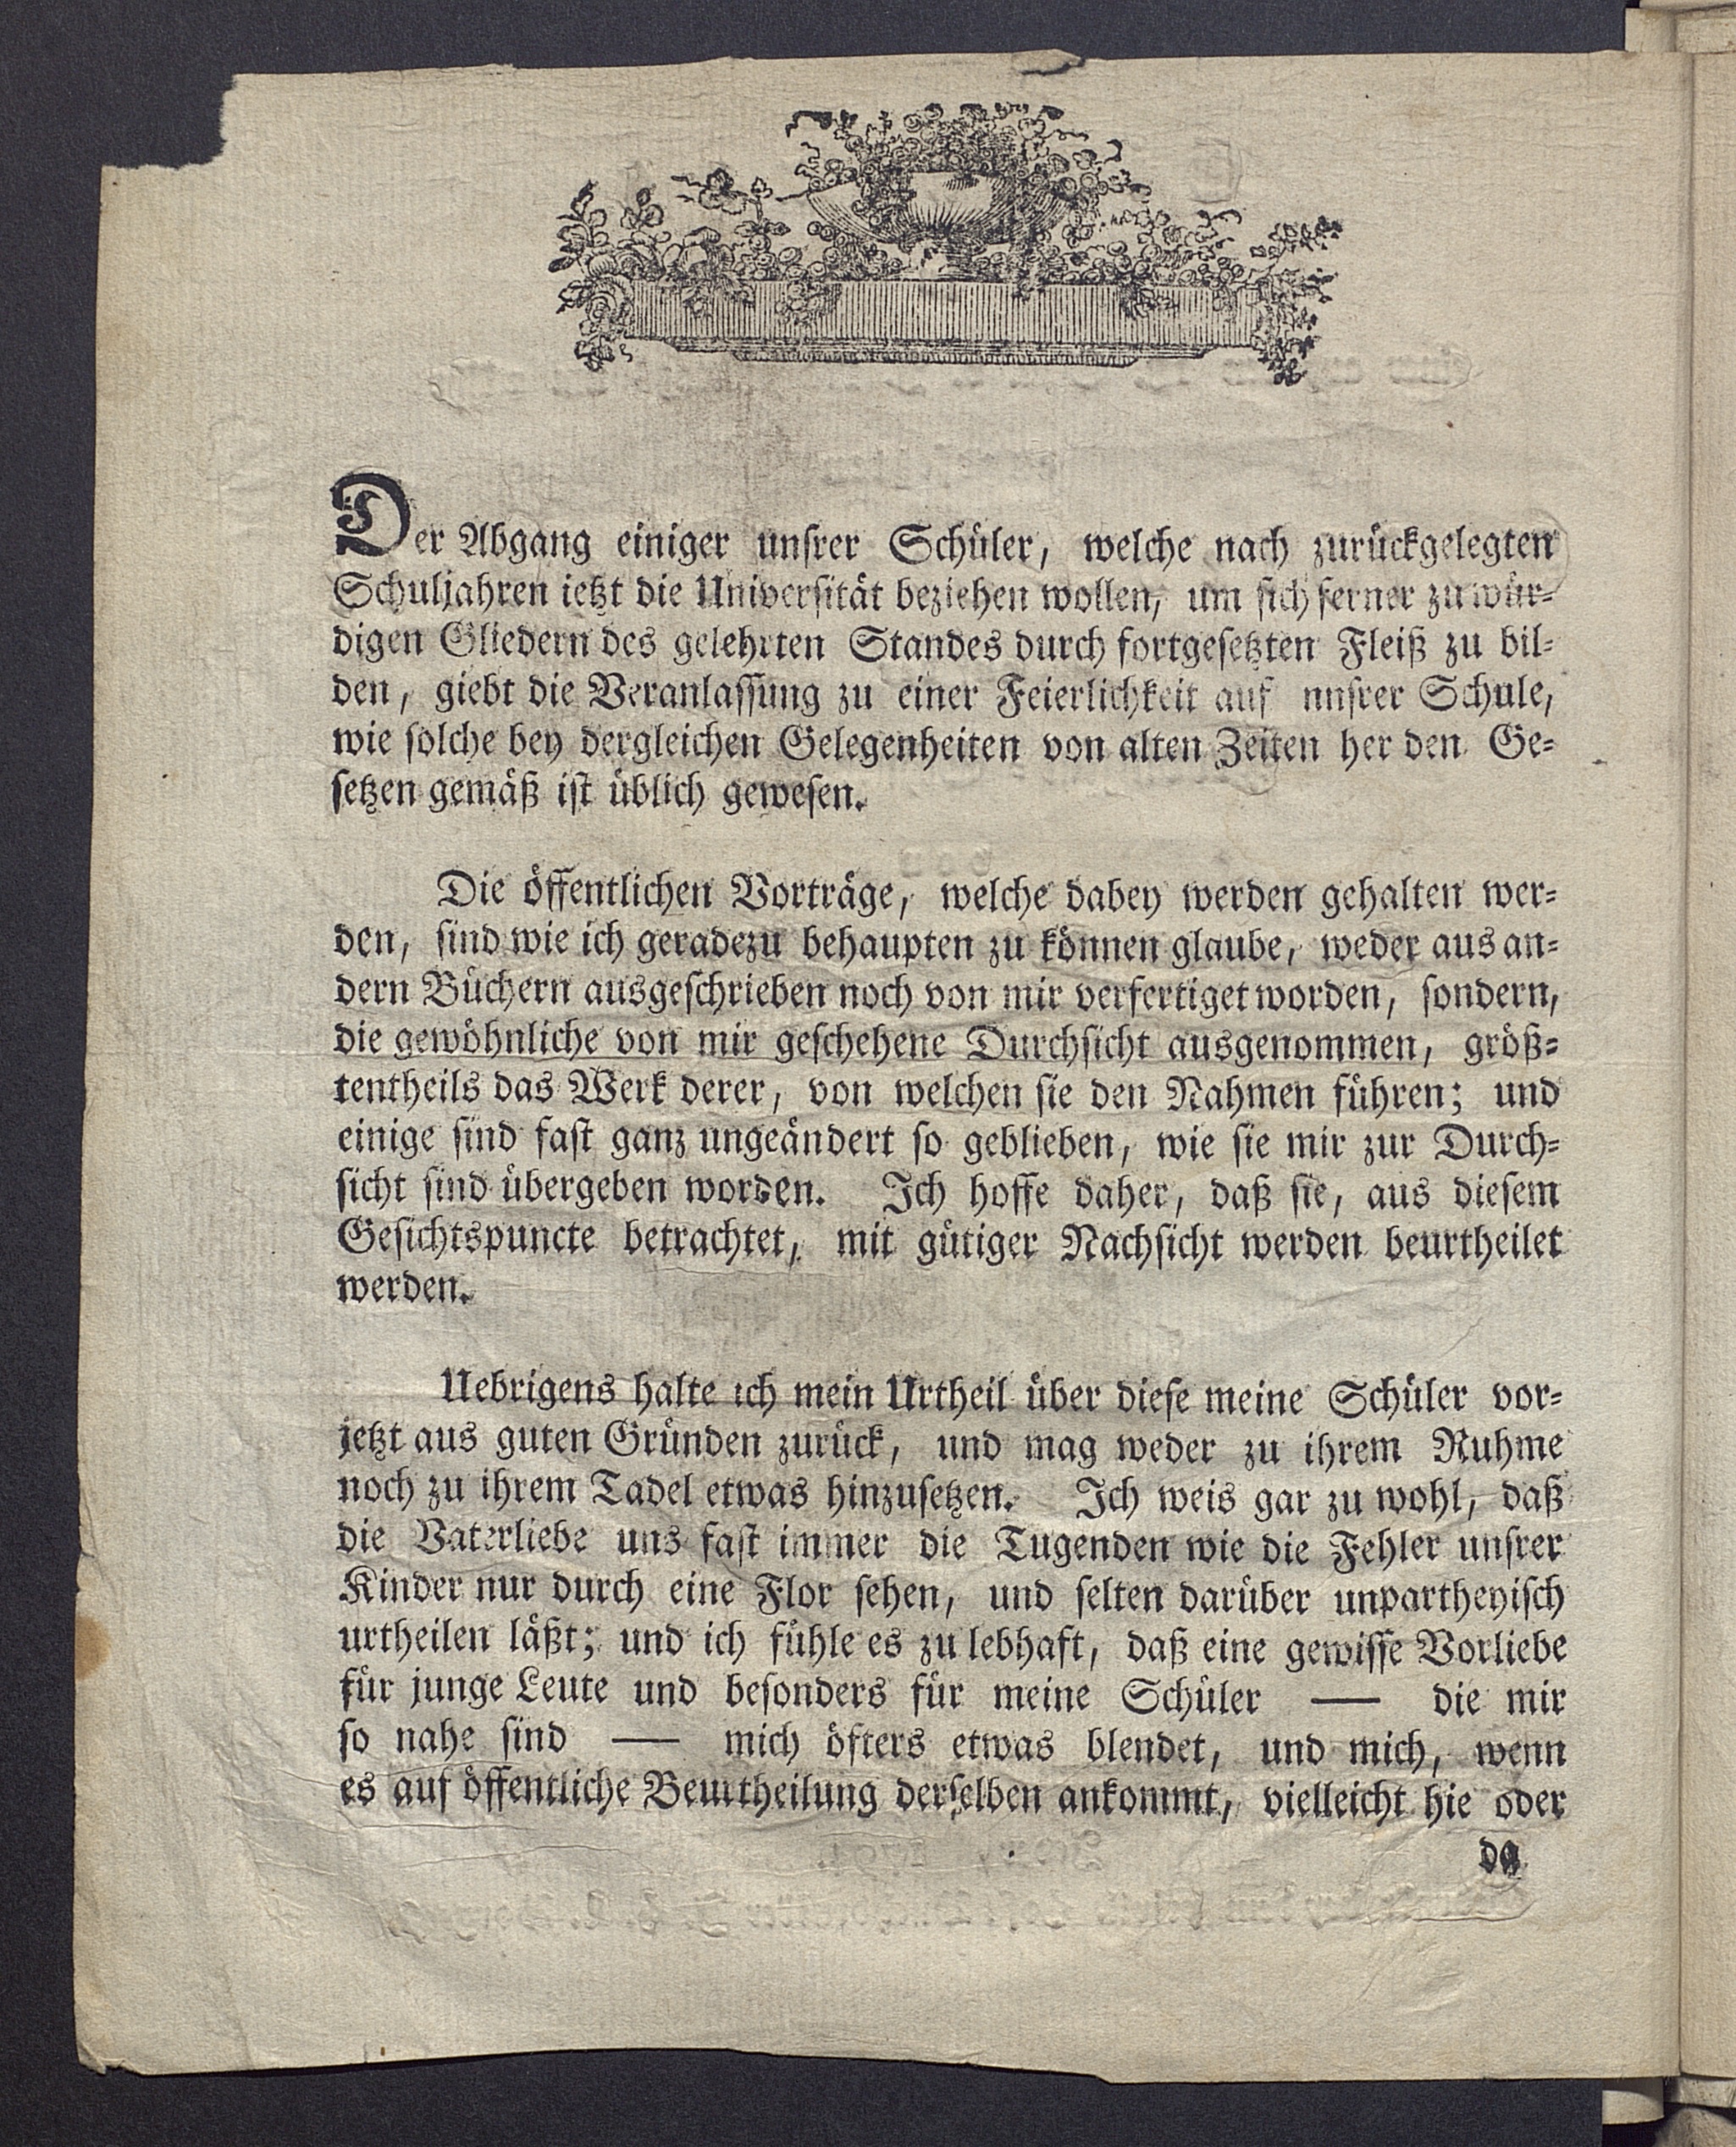 Der Abgang einiger unsrer Schüler, welche nach zurückgelegten
Schuljahren ietzt die Universität beziehen wollen, um sich ferner zu wür-
digen Gliedern des gelehrten Standes durch fortgesetzten Fleiß zu bil-
den, giebt die Veranlassung zu einer Feierlichkeit auf nnsrer Schule,
wie solche bey dergleichen Gelegenheiten von alten Zeiten her den Ge-
setzen gemäß ist üblich gewesen.
Die öffentlichen Vorträge, welche dabey werden gehalten wer-
den, sind wie ich geradezu behaupten zu können glaube, weder aus an-
dern Büchern ausgeschrieben noch von mir verfertiget worden, sondern,
die gewöhnliche von mir geschehene Durchsicht ausgenommen, größ-
tentheils das Werk derer, von welchen sie den Nahmen führen; und
einige sind fast ganz ungeändert so geblieben, wie sie mir zur Durch-
sicht sind übergeben worden. Ich hoffe daher, daß sie, aus diesem
Gesichtspuncte betrachtet, mit gütiger Nachsicht werden beurtheilet
werden.
Uebrigens halte ich mein Urtheil über diese meine Schüler vor-
jetzt aus guten Gründen zurück, und mag weder zu ihrem Ruhme
noch zu ihrem Tadel etwas hinzusetzen. Ich weis gar zu wohl, daß
die Vaterliebe uns fast immer die Tugenden wie die Fehler unsrer
Kinder nur durch eine Flor sehen, und selten darüber unpartheyisch
urtheilen läßt; und ich fühle es zu lebhaft, daß eine gewisse Vorliebe
für junge Leute und besonders für meine Schüler — die mir
so nahe sind — mich öfters etwas blendet, und mich, wenn
es auf öffentliche Beurtheilung derselben ankommt, vielleicht hie oder
da